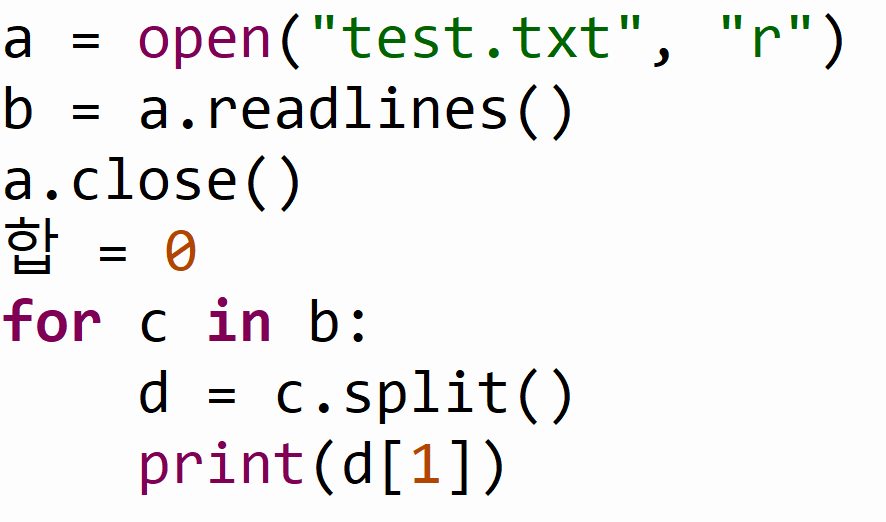 a = open("test.txt", "r")
b = a.readlines()
a.close()
합 = 0
for c in b:
    d = c.split()
    print(d[1])